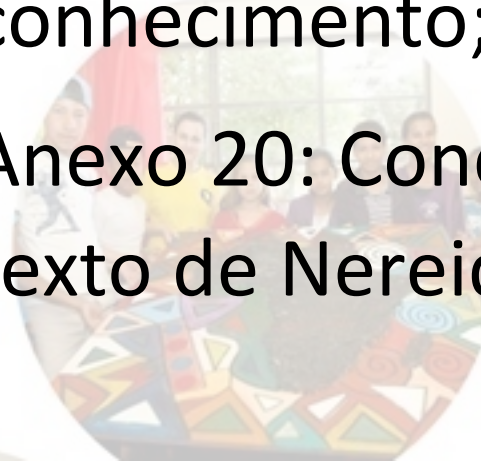 conhecimento;
Anexo 20: Conc
exto de Nereid